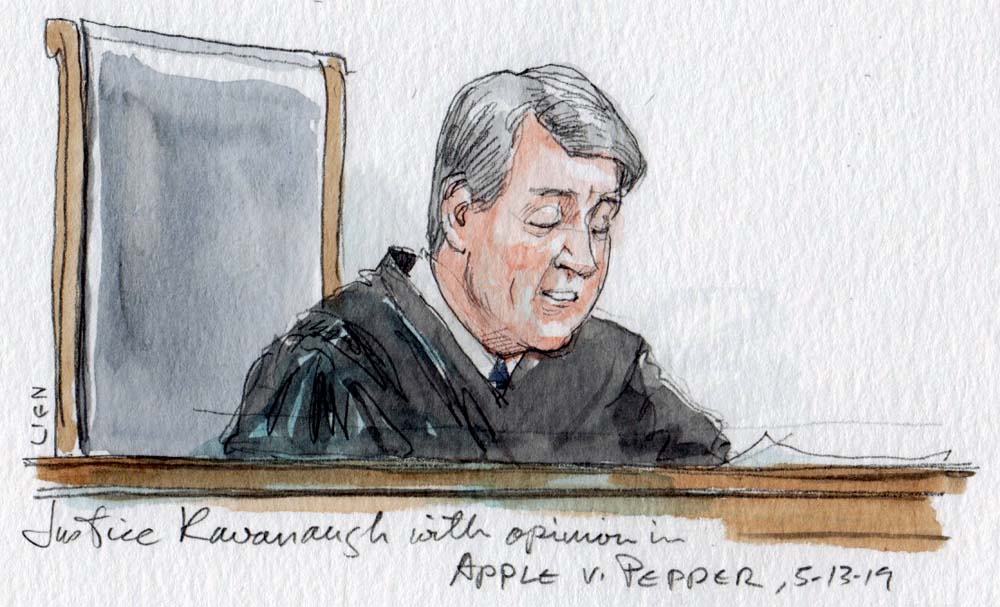 LIEN
Justice Kavanaugh with opinion in
APPLE v. PEPPER, 5-13-19